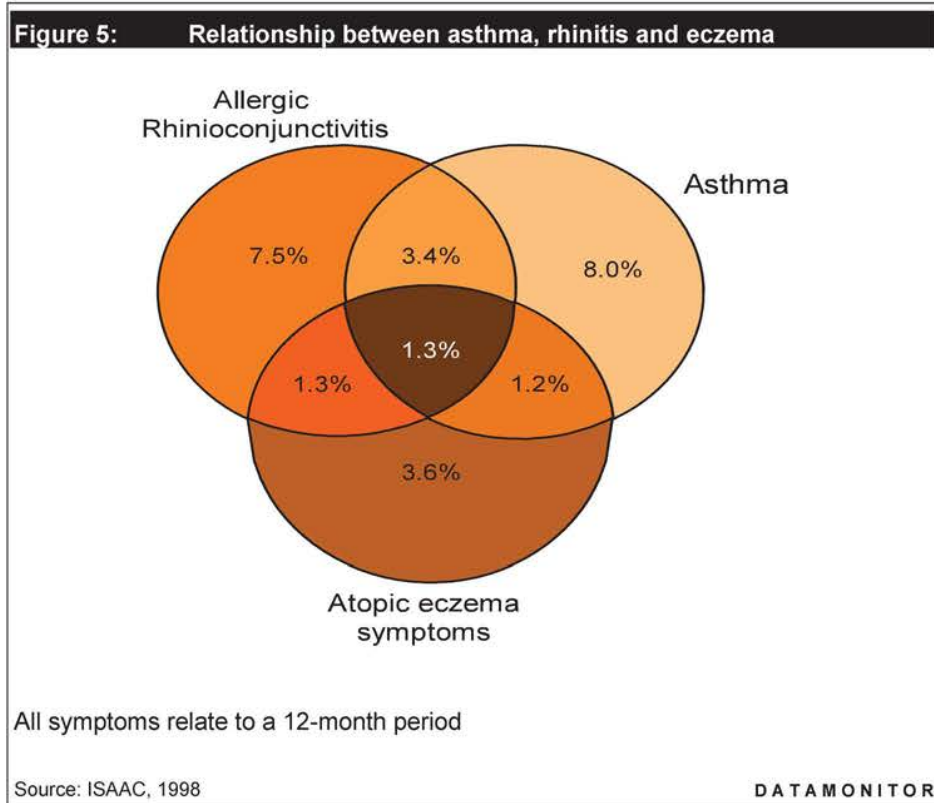 Figure 5: Relationship between asthma, rhinitis and eczema
Allergic
Rhinioconjunctivitis
Asthma
7.5%
3.4%
8.0%
1.3%
1.3%
1.2%
3.6%
Atopic eczema
symptoms
All symptoms relate to a 12-month period
Source: ISAAC, 1998
DATAMONITOR